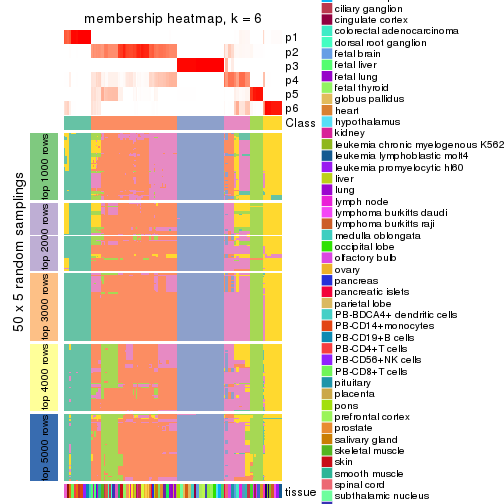 membership heatmap, k = 6
p1
p2
p3
p4
p5
p6
Class
50 x 5 random samplings
top 1000 rows
top 2000 rows
top 3000 rows
top 4000 rows
top 5000 rows
tissue
ciliary ganglion
cingulate cortex
colorectal adenocarcinoma
dorsal root ganglion
fetal brain
fetal liver
fetal lung
fetal thyroid
globus pallidus
heart
hypothalamus
kidney
leukemia chronic myelogenous K562
leukemia lymphoblastic molt4
leukemia promyelocytic hl60
liver
lung
lymph node
lymphoma burkitts daudi
lymphoma burkitts raji
medulla oblongata
occipital lobe
olfactory bulb
ovary
pancreas
pancreatic islets
parietal lobe
PB-BDCA4+ dendritic cells
PB-CD14+monocytes
PB-CD19+B cells
PB-CD4+T cells
PB-CD56+NK cells
PB-CD8+T cells
pituitary
placenta
pons
prefrontal cortex
prostate
salivary gland
skeletal muscle
skin
smooth muscle
spinal cord
subthalamic nucleus